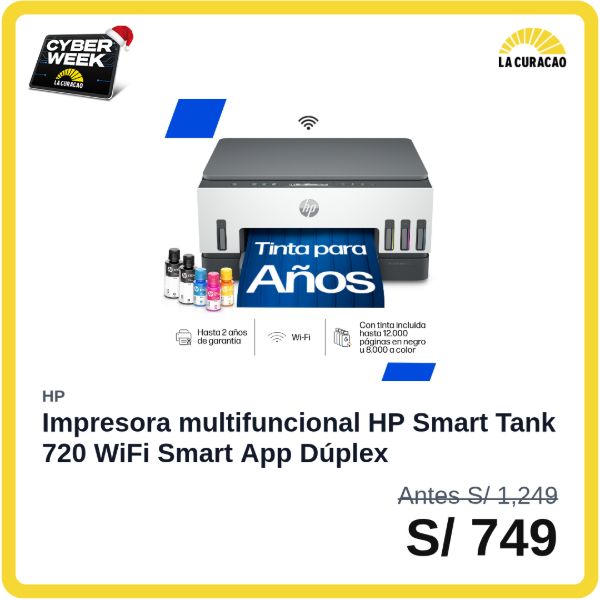 CYBER
WEEK
LA CURACAO
LA CURACAO
hp
Tinta para
Años
Hasta 2 años
de garantía
Wi-Fi
Con tinta incluida
hasta 12.000
páginas en negro
u 8.000 a color
HP
Impresora multifuncional HP Smart Tank
720 WiFi Smart App Dúplex
Antes S/ 1,249
S/ 749